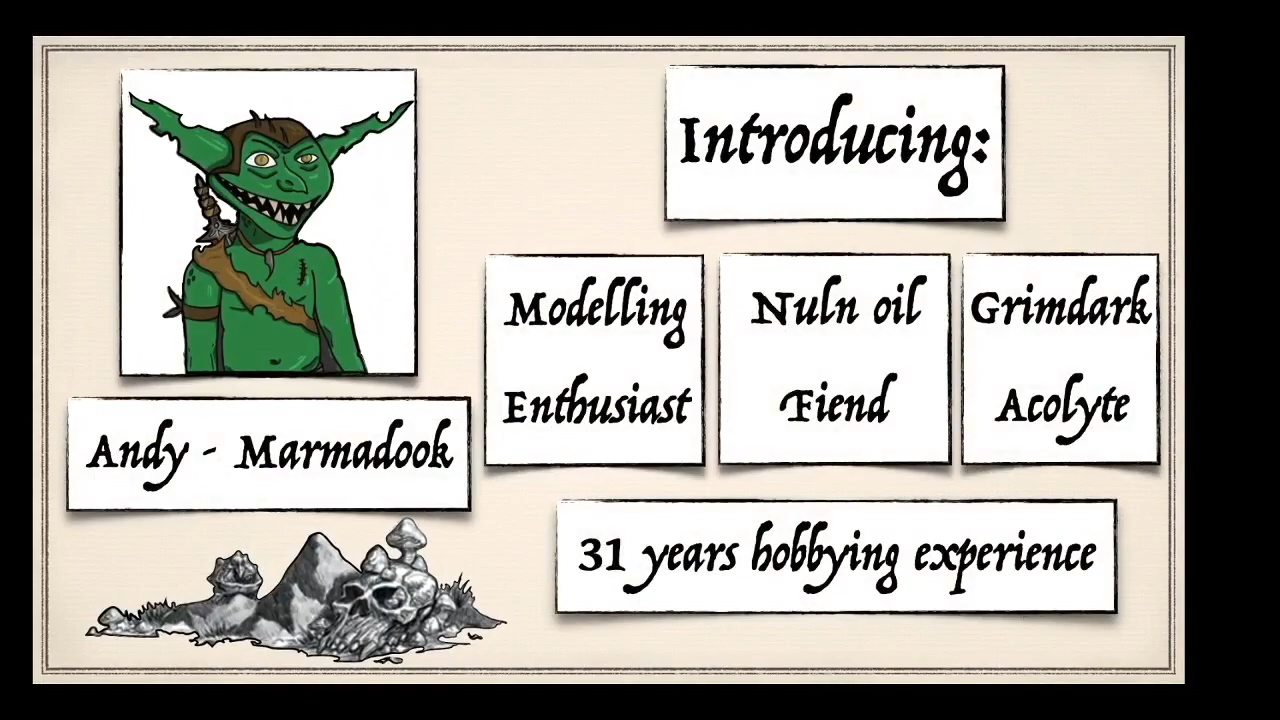 Introducing:
Modelling
Enthusiast
Nuln oil
Fiend
Grimdark
Acolyte
Andy - Marmadook
31 years hobbying experience